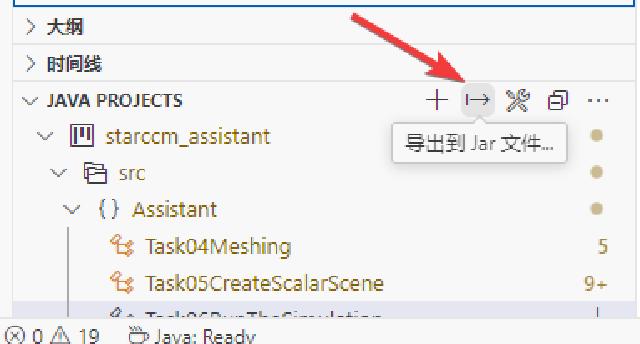 大纲
时间线
JAVA PROJECTS
导出到 Jar 文件...
starccm_assistant
src
{} Assistant
Task04Meshing 5
Task05CreateScalarScene 9+
Task06RunTheSimulation
0 19 Java: Ready